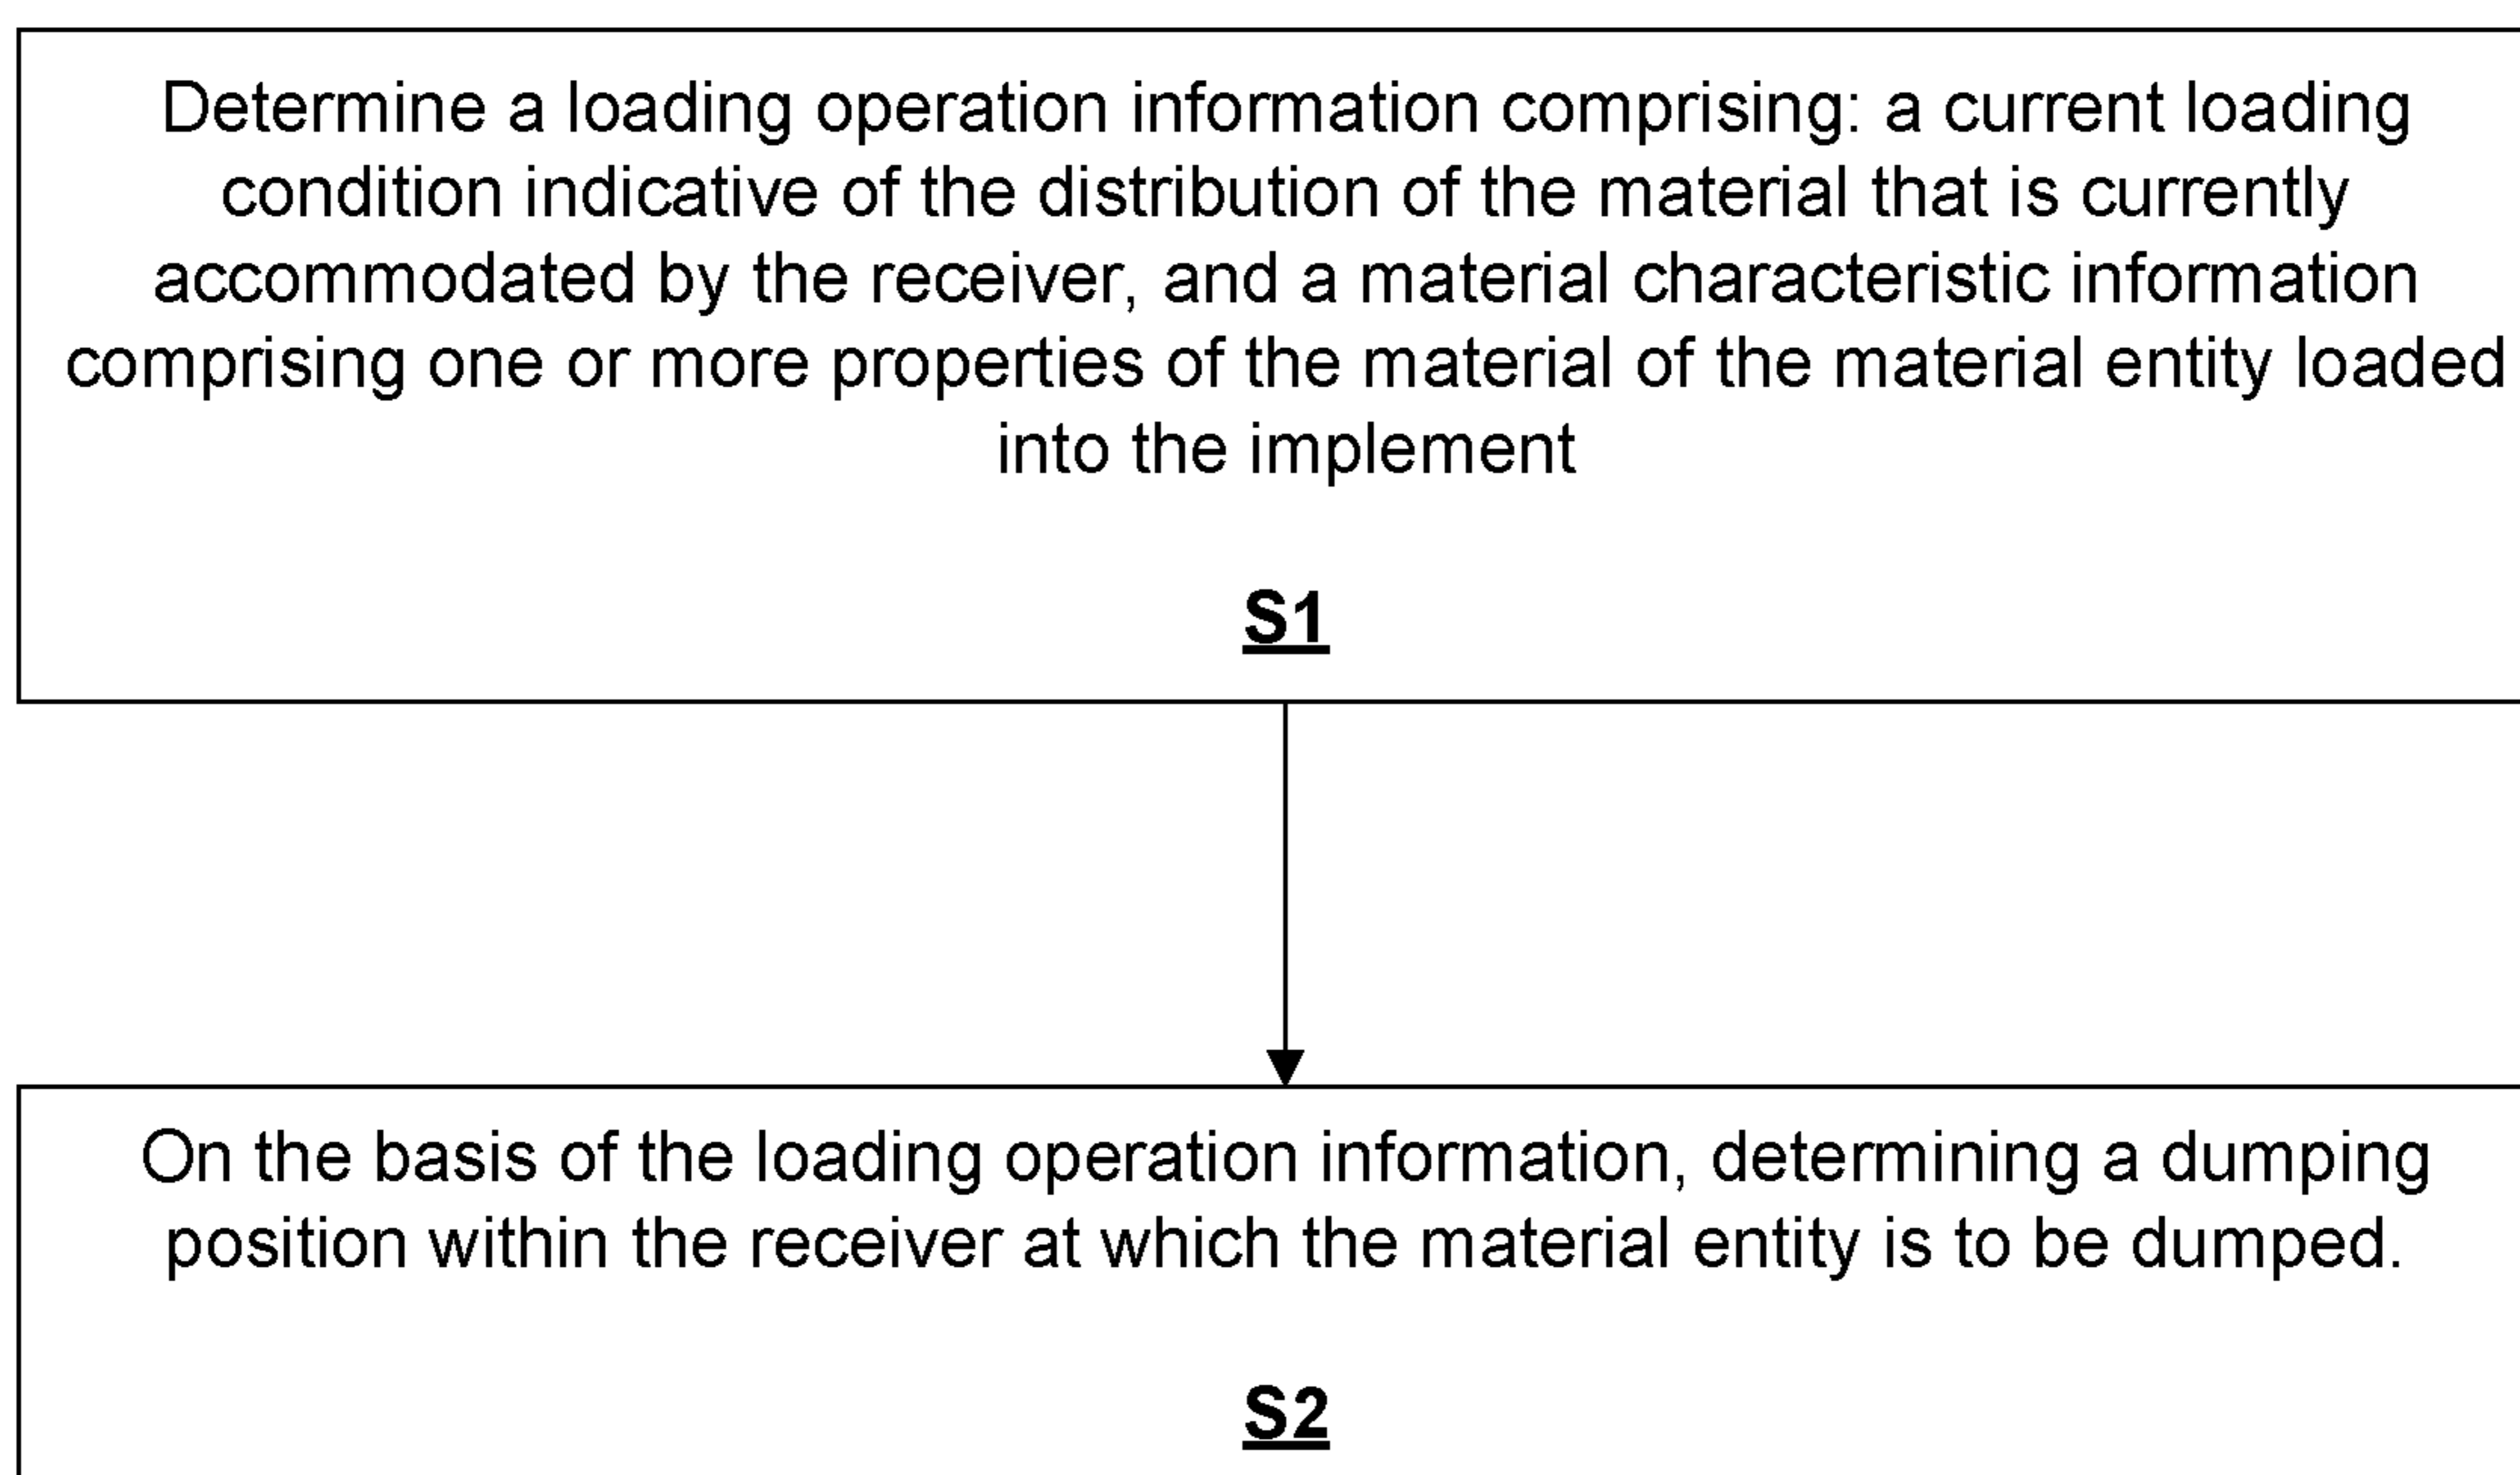 Determine a loading operation information comprising: a current loading
condition indicative of the distribution of the material that is currently
accommodated by the receiver, and a material characteristic information
comprising one or more properties of the material of the material entity loaded
into the implement
S1
On the basis of the loading operation information, determining a dumping
position within the receiver at which the material entity is to be dumped.
S2